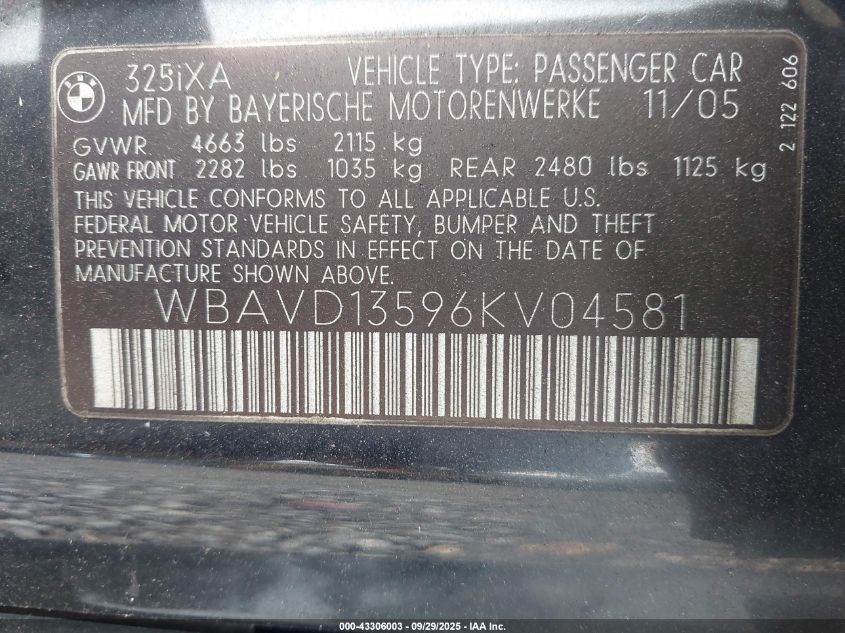 BMW
325iXA VEHICLE TYPE: PASSENGER CAR
MFD BY BAYERISCHE MOTORENWERKE 11/05
GVWR 4663 lbs 2115 kg
GAWR FRONT 2282 lbs 1035 kg REAR 2480 lbs 1125 kg
THIS VEHICLE CONFORMS TO ALL APPLICABLE U.S.
FEDERAL MOTOR VEHICLE SAFETY, BUMPER AND THEFT
PREVENTION STANDARDS IN EFFECT ON THE DATE OF
MANUFACTURE SHOWN ABOVE.
WBAVD13596KV04581
2 122 606
000-43306003 - 09/29/2025 - IAA Inc.